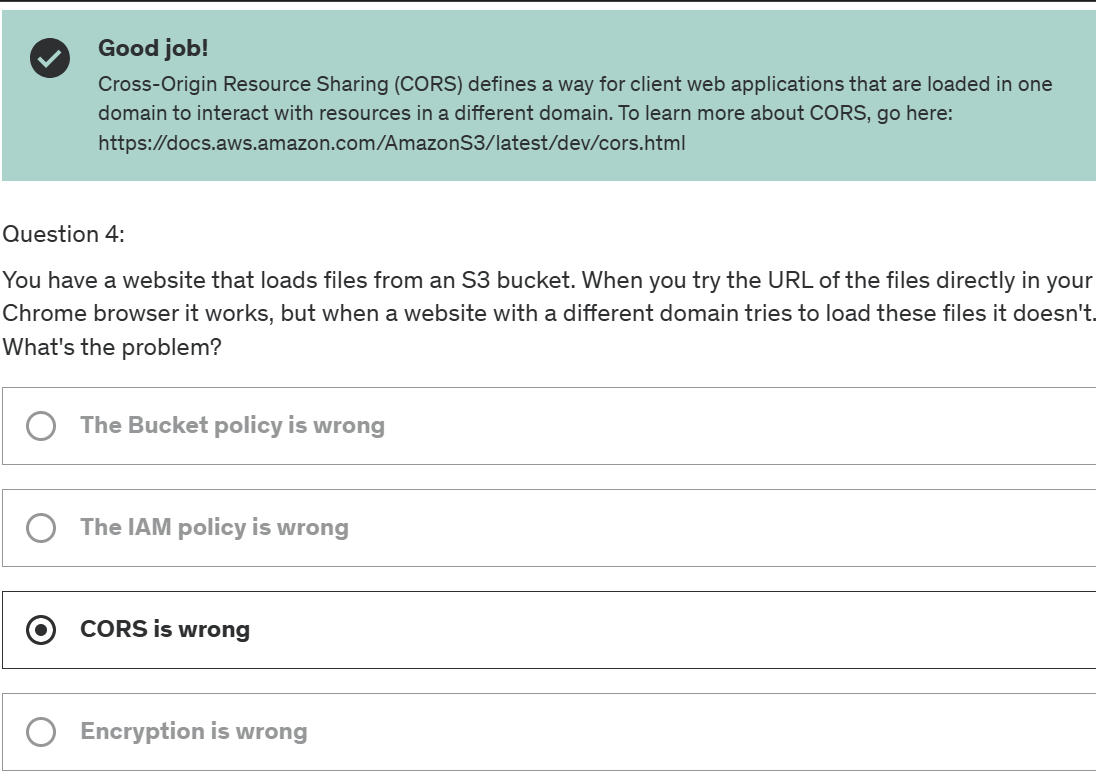 Good job!
Cross-Origin Resource Sharing (CORS) defines a way for client web applications that are loaded in one
domain to interact with resources in a different domain. To learn more about CORS, go here:
https://docs.aws.amazon.com/AmazonS3/latest/dev/cors.html
Question 4:
You have a website that loads files from an S3 bucket. When you try the URL of the files directly in your
Chrome browser it works, but when a website with a different domain tries to load these files it doesn't.
What's the problem?
The Bucket policy is wrong
The IAM policy is wrong
CORS is wrong
Encryption is wrong